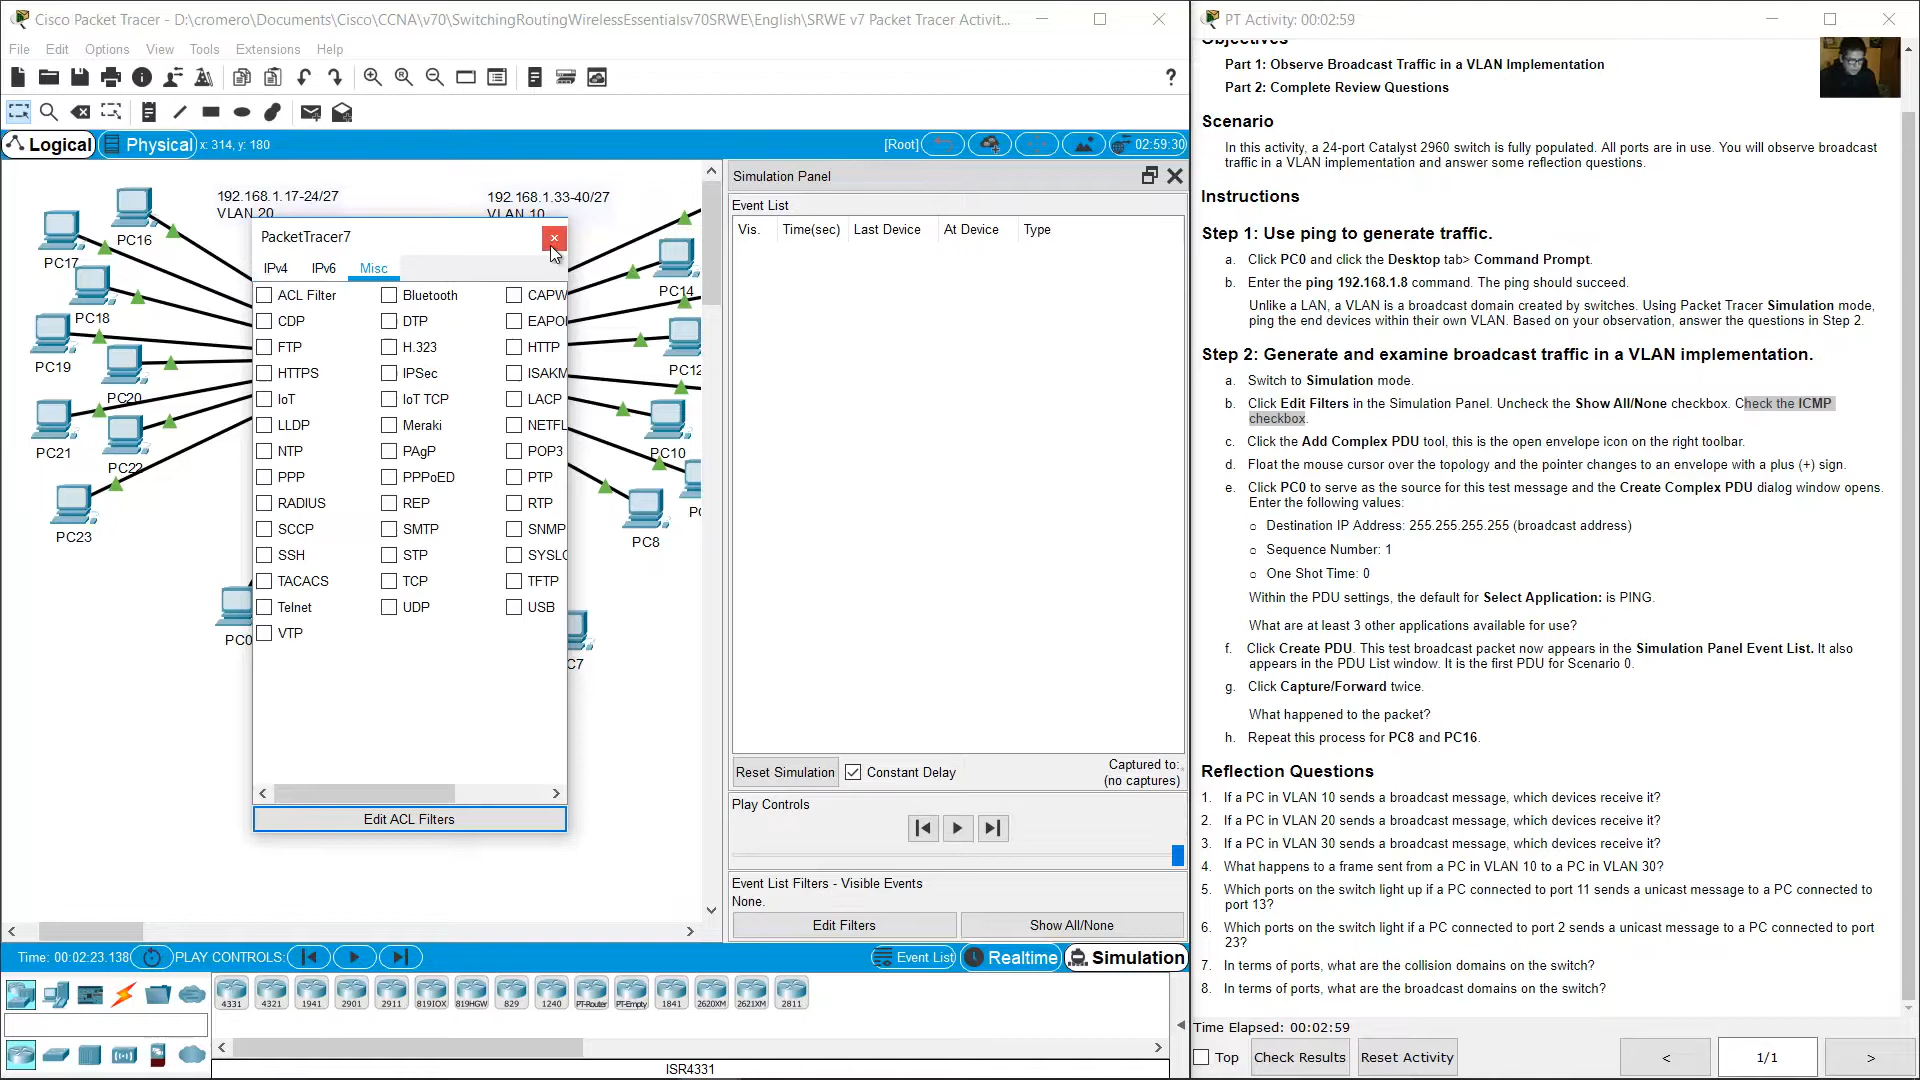 Cisco Packet Tracer - D:\cromero\Documents\Cisco\CCNA\v70\SwitchingRoutingWirelessEssentialsv70SRWE\English\SRWE v7 Packet Tracer Activit...
File Edit Options View Tools Extensions Help
?
Logical Physical x: 314, y: 180 [Root] 02:59:30
192.168.1.17-24/27
VLAN 20
192.168.1.33-40/27
VLAN 10
PC16
PC17
PC18
PC19
PC20
PC21
PC22
PC23
PC0
PC14
PC12
PC10
PC8
C7
PacketTracer7
IPv4 IPv6 Misc
ACL Filter Bluetooth CAPW
CDP DTP EAPO
FTP H.323 HTTP
HTTPS IPSec ISAKM
IoT IoT TCP LACP
LLDP Meraki NETFL
NTP PAgP POP3
PPP PPPoED PTP
RADIUS REP RTP
SCCP SMTP SNMP
SSH STP SYSLO
TACACS TCP TFTP
Telnet UDP USB
VTP
Edit ACL Filters
Simulation Panel
Event List
Vis. Time(sec) Last Device At Device Type
Reset Simulation Constant Delay Captured to:
(no captures)
Play Controls
Event List Filters - Visible Events
None.
Edit Filters Show All/None
Time: 00:02:23.138 PLAY CONTROLS: Event List Realtime Simulation
4331 4321 1941 2901 2911 819IOX 819HGW 829 1240 PT-Router PT-Empty 1841 2620XM 2621XM 2811
ISR4331
PT Activity: 00:02:59
Objectives
Part 1: Observe Broadcast Traffic in a VLAN Implementation
Part 2: Complete Review Questions
Scenario
In this activity, a 24-port Catalyst 2960 switch is fully populated. All ports are in use. You will observe broadcast
traffic in a VLAN implementation and answer some reflection questions.
Instructions
Step 1: Use ping to generate traffic.
a. Click PC0 and click the Desktop tab> Command Prompt.
b. Enter the ping 192.168.1.8 command. The ping should succeed.
Unlike a LAN, a VLAN is a broadcast domain created by switches. Using Packet Tracer Simulation mode,
ping the end devices within their own VLAN. Based on your observation, answer the questions in Step 2.
Step 2: Generate and examine broadcast traffic in a VLAN implementation.
a. Switch to Simulation mode.
b. Click Edit Filters in the Simulation Panel. Uncheck the Show All/None checkbox. Check the ICMP
checkbox.
c. Click the Add Complex PDU tool, this is the open envelope icon on the right toolbar.
d. Float the mouse cursor over the topology and the pointer changes to an envelope with a plus (+) sign.
e. Click PC0 to serve as the source for this test message and the Create Complex PDU dialog window opens.
Enter the following values:
o Destination IP Address: 255.255.255.255 (broadcast address)
o Sequence Number: 1
o One Shot Time: 0
Within the PDU settings, the default for Select Application: is PING.
What are at least 3 other applications available for use?
f. Click Create PDU. This test broadcast packet now appears in the Simulation Panel Event List. It also
appears in the PDU List window. It is the first PDU for Scenario 0.
g. Click Capture/Forward twice.
What happened to the packet?
h. Repeat this process for PC8 and PC16.
Reflection Questions
1. If a PC in VLAN 10 sends a broadcast message, which devices receive it?
2. If a PC in VLAN 20 sends a broadcast message, which devices receive it?
3. If a PC in VLAN 30 sends a broadcast message, which devices receive it?
4. What happens to a frame sent from a PC in VLAN 10 to a PC in VLAN 30?
5. Which ports on the switch light up if a PC connected to port 11 sends a unicast message to a PC connected to
port 13?
6. Which ports on the switch light if a PC connected to port 2 sends a unicast message to a PC connected to port
23?
7. In terms of ports, what are the collision domains on the switch?
8. In terms of ports, what are the broadcast domains on the switch?
Time Elapsed: 00:02:59
Top Check Results Reset Activity < 1/1 >